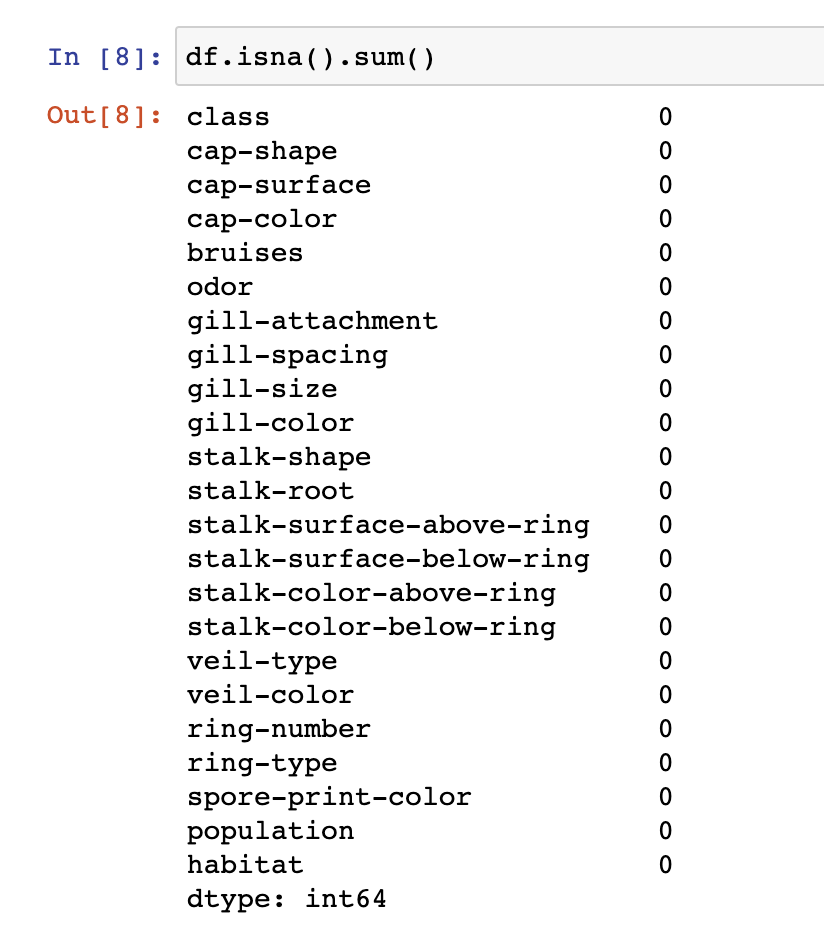 In [8]: df.isna().sum()
Out[8]: class 0
cap-shape 0
cap-surface 0
cap-color 0
bruises 0
odor 0
gill-attachment 0
gill-spacing 0
gill-size 0
gill-color 0
stalk-shape 0
stalk-root 0
stalk-surface-above-ring 0
stalk-surface-below-ring 0
stalk-color-above-ring 0
stalk-color-below-ring 0
veil-type 0
veil-color 0
ring-number 0
ring-type 0
spore-print-color 0
population 0
habitat 0
dtype: int64